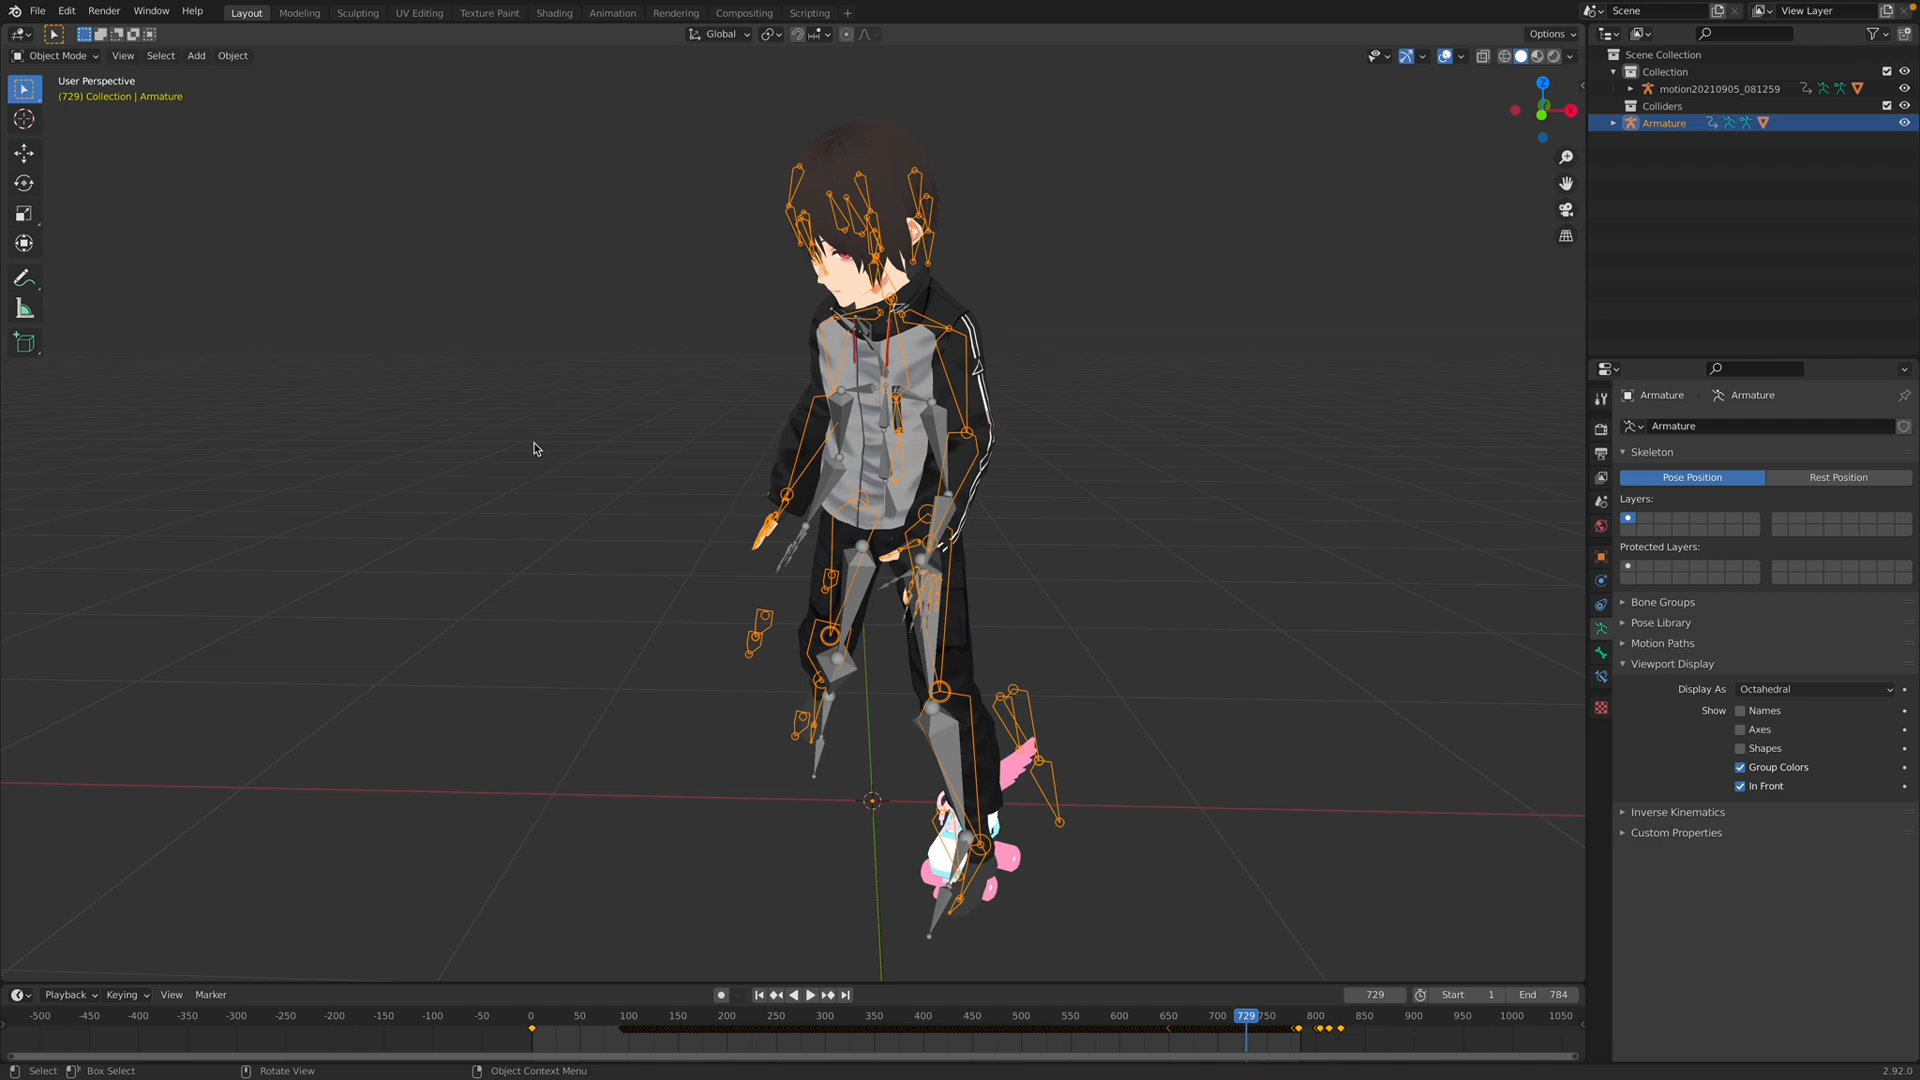 File Edit Render Window Help Layout Modeling Sculpting UV Editing Texture Paint Shading Animation Rendering Compositing Scripting + Scene View Layer
Global Options
Object Mode View Select Add Object
User Perspective
(729) Collection | Armature
Z
X
Scene Collection
Collection
motion20210905_081259
Colliders
Armature
Armature Armature
Armature
Skeleton
Pose Position Rest Position
Layers:
Protected Layers:
Bone Groups
Pose Library
Motion Paths
Viewport Display
Display As Octahedral
Show Names
Axes
Shapes
Group Colors
In Front
Inverse Kinematics
Custom Properties
Playback Keying View Marker 729 Start 1 End 784
-500 -450 -400 -350 -300 -250 -200 -150 -100 -50 0 50 100 150 200 250 300 350 400 450 500 550 600 650 700 729 750 800 850 900 950 1000 1050
Select Box Select Rotate View Object Context Menu 2.92.0